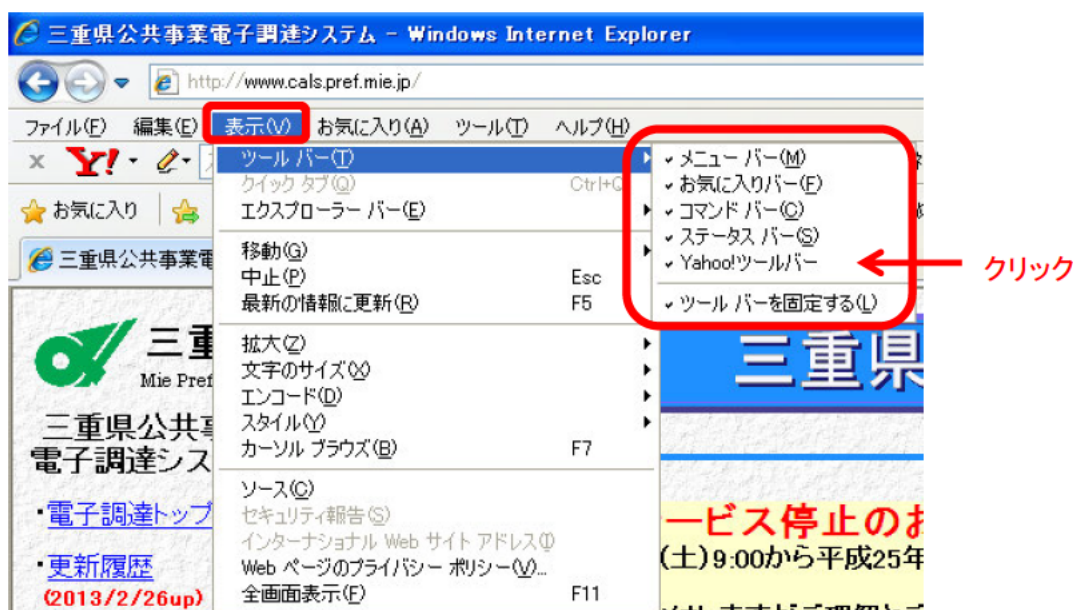 三重県公共事業電子調達システム - Windows Internet Explorer
http://www.cals.pref.mie.jp/
ファイル(F) 編集(E) 表示(V) お気に入り(A) ツール(T) ヘルプ(H)
× Y!
ツール バー(T)
クイック タブ(Q) Ctrl+Q
エクスプローラー バー(E)
移動(G)
中止(P) Esc
最新の情報に更新(R) F5
拡大(Z)
文字のサイズ(X)
エンコード(D)
スタイル(Y)
カーソル ブラウズ(B) F7
ソース(C)
セキュリティ報告(S)
インターナショナル Web サイト アドレス(I)
Web ページのプライバシー ポリシー(V)...
全画面表示(F) F11
メニュー バー(M)
お気に入りバー(F)
コマンド バー(C)
ステータス バー(S)
Yahoo!ツールバー
ツール バーを固定する(L)
クリック
お気に入り
三重県公共事業電
三重
Mie Pref
三重県公共事
電子調達シス
・電子調達トップ
・更新履歴
(2013/2/26up)
三重県
ービス停止のお
(土)9:00から平成25年